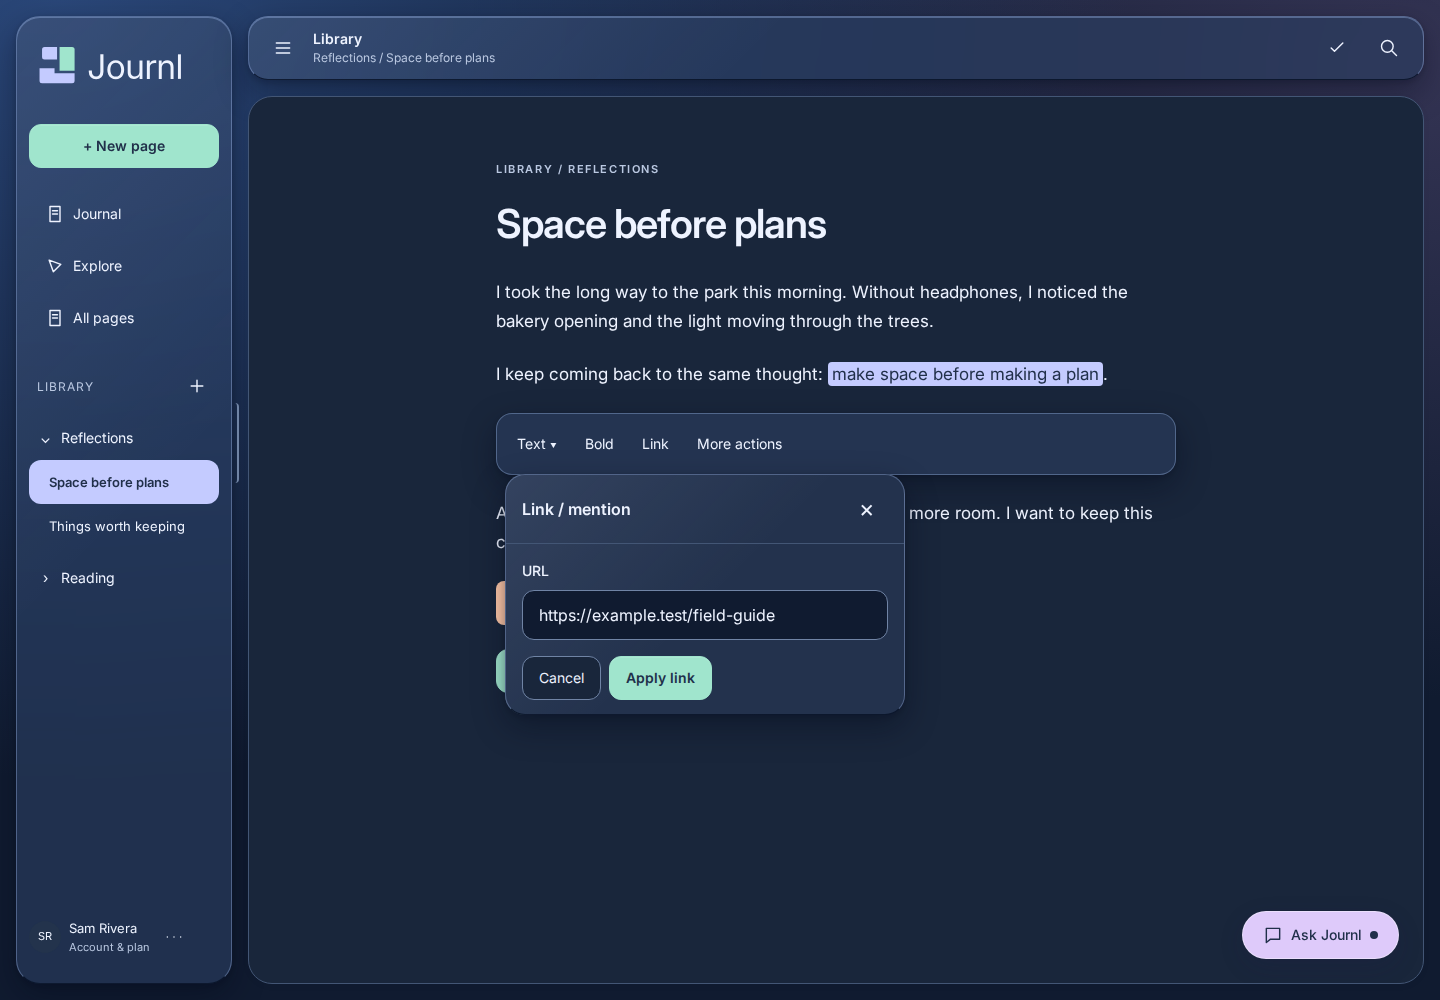 Journl
+ New page
Journal
Explore
All pages
LIBRARY
Reflections
Space before plans
Things worth keeping
Reading
SR
Sam Rivera
Account & plan
Library
Reflections / Space before plans
LIBRARY / REFLECTIONS
Space before plans
I took the long way to the park this morning. Without headphones, I noticed the
bakery opening and the light moving through the trees.
I keep coming back to the same thought: make space before making a plan.
Text ▾ Bold Link More actions
more room. I want to keep this
Link / mention
URL
https://example.test/field-guide
Cancel
Apply link
Ask Journl